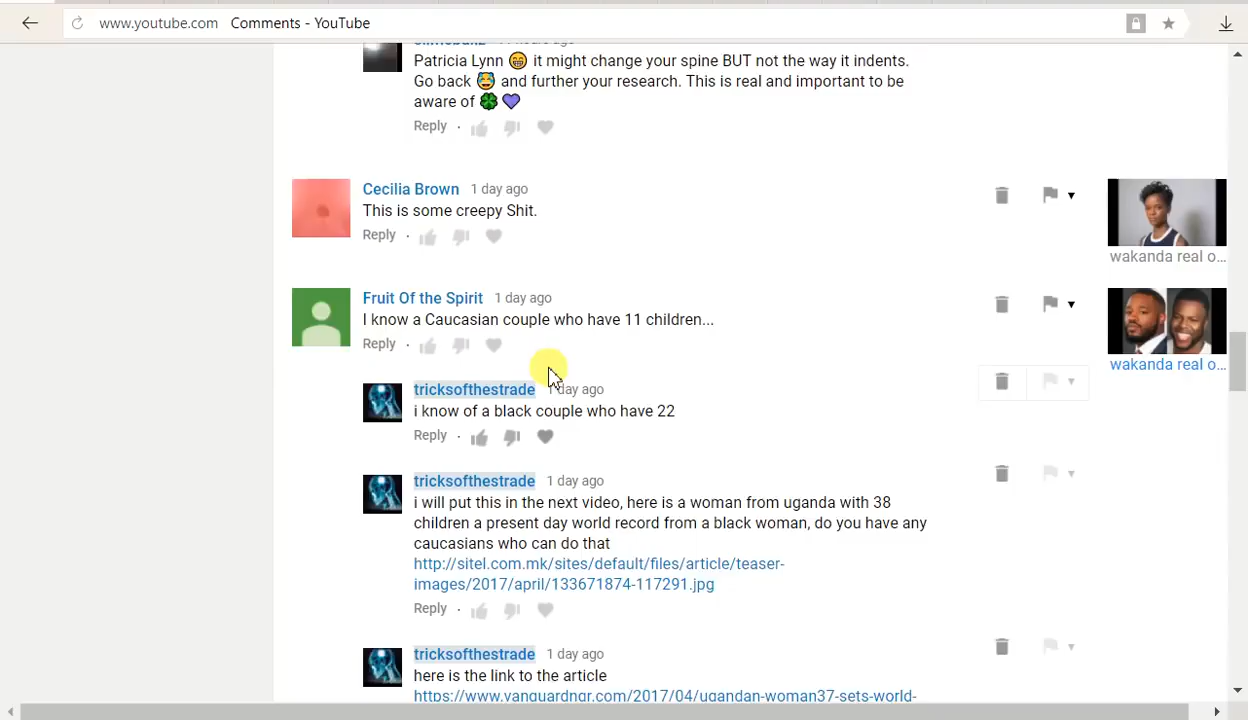 www.youtube.com Comments - YouTube
Patricia Lynn 😁 it might change your spine BUT not the way it indents.
Go back 😅 and further your research. This is real and important to
be aware of 🍀 💜
Reply ·
Cecilia Brown 1 day ago
This is some creepy Shit.
Reply ·
wakanda real o...
Fruit Of the Spirit 1 day ago
I know a Caucasian couple who have 11 children...
Reply ·
wakanda real o...
tricksofthestrade 1 day ago
i know of a black couple who have 22
Reply ·
tricksofthestrade 1 day ago
i will put this in the next video, here is a woman from uganda with 38
children a present day world record from a black woman, do you have any
caucasians who can do that
http://sitel.com.mk/sites/default/files/article/teaser-
images/2017/april/133671874-117291.jpg
Reply ·
tricksofthestrade 1 day ago
here is the link to the article
https://www.vanguardngr.com/2017/04/ugandan-woman37-sets-world-